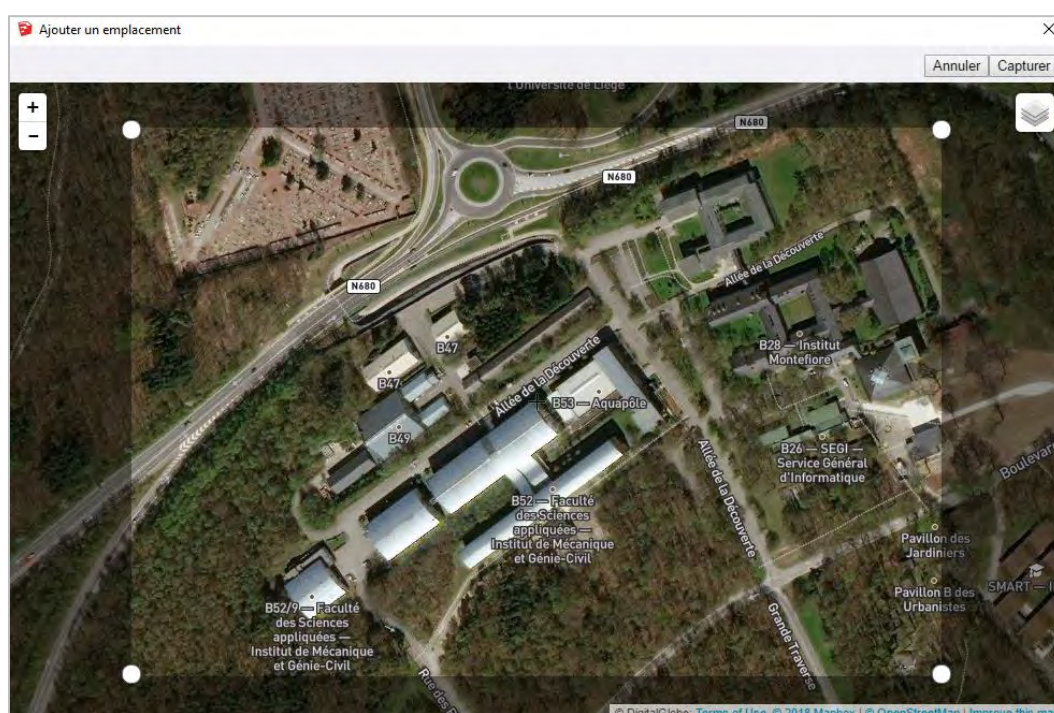 Ajouter un emplacement
Annuler
Capturer
+
−
l'Université de Liège
N680
N680
Allée de la Découverte
N680
B47
B28 — Institut
Montefiore
B47
Allée de la Découverte
B53 — Aquapôle
B49
Allée de la Découverte
B26 — SEGI —
Service Général
d'Informatique
Boulevar
B52 — Faculté
des Sciences
appliquées —
Institut de Mécanique
et Génie-Civil
Pavillon des
Jardiniers
SMART — I
Pavillon B des
Urbanistes
B52/9 — Faculté
des Sciences
appliquées —
Institut de Mécanique
et Génie-Civil
Grande Traverse
Rue des
© DigitalGlobe: Terms of Use, © 2018 Mapbox | © OpenStreetMap | Improve this ma